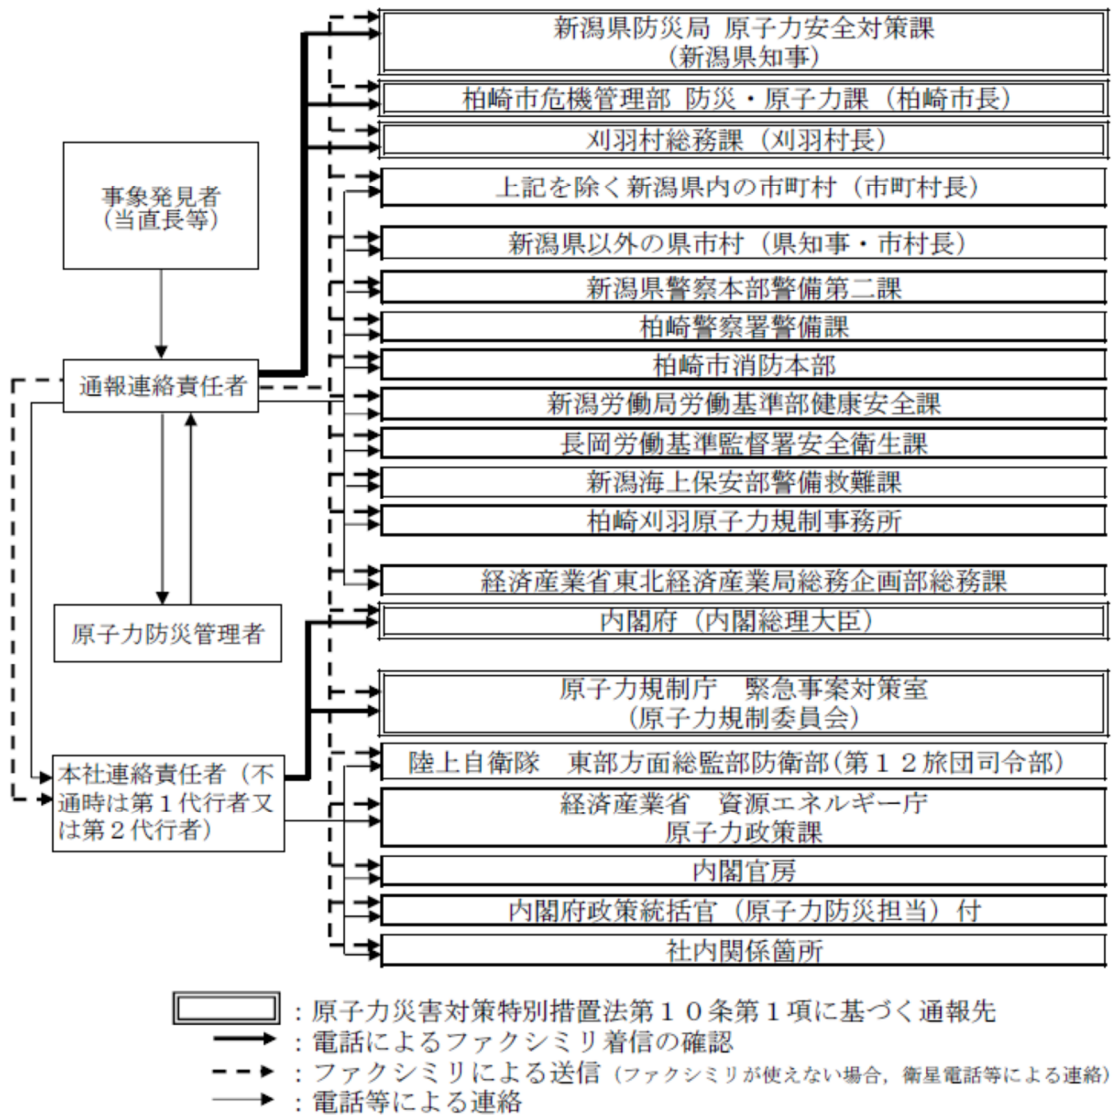 新潟県防災局 原子力安全対策課
（新潟県知事）
柏崎市危機管理部 防災・原子力課（柏崎市長）
刈羽村総務課（刈羽村長）
上記を除く新潟県内の市町村（市町村長）
新潟県以外の県市村（県知事・市村長）
新潟県警察本部警備第二課
柏崎警察署警備課
柏崎市消防本部
新潟労働局労働基準部健康安全課
長岡労働基準監督署安全衛生課
新潟海上保安部警備救難課
柏崎刈羽原子力規制事務所
経済産業省東北経済産業局総務企画部総務課
内閣府（内閣総理大臣）
原子力規制庁　緊急事案対策室
（原子力規制委員会）
陸上自衛隊　東部方面総監部防衛部（第１２旅団司令部）
経済産業省　資源エネルギー庁
原子力政策課
内閣官房
内閣府政策統括官（原子力防災担当）付
社内関係箇所
事象発見者
（当直長等）
通報連絡責任者
原子力防災管理者
本社連絡責任者（不
通時は第１代行者又
は第２代行者）
：原子力災害対策特別措置法第１０条第１項に基づく通報先
：電話によるファクシミリ着信の確認
：ファクシミリによる送信（ファクシミリが使えない場合，衛星電話等による連絡）
：電話等による連絡